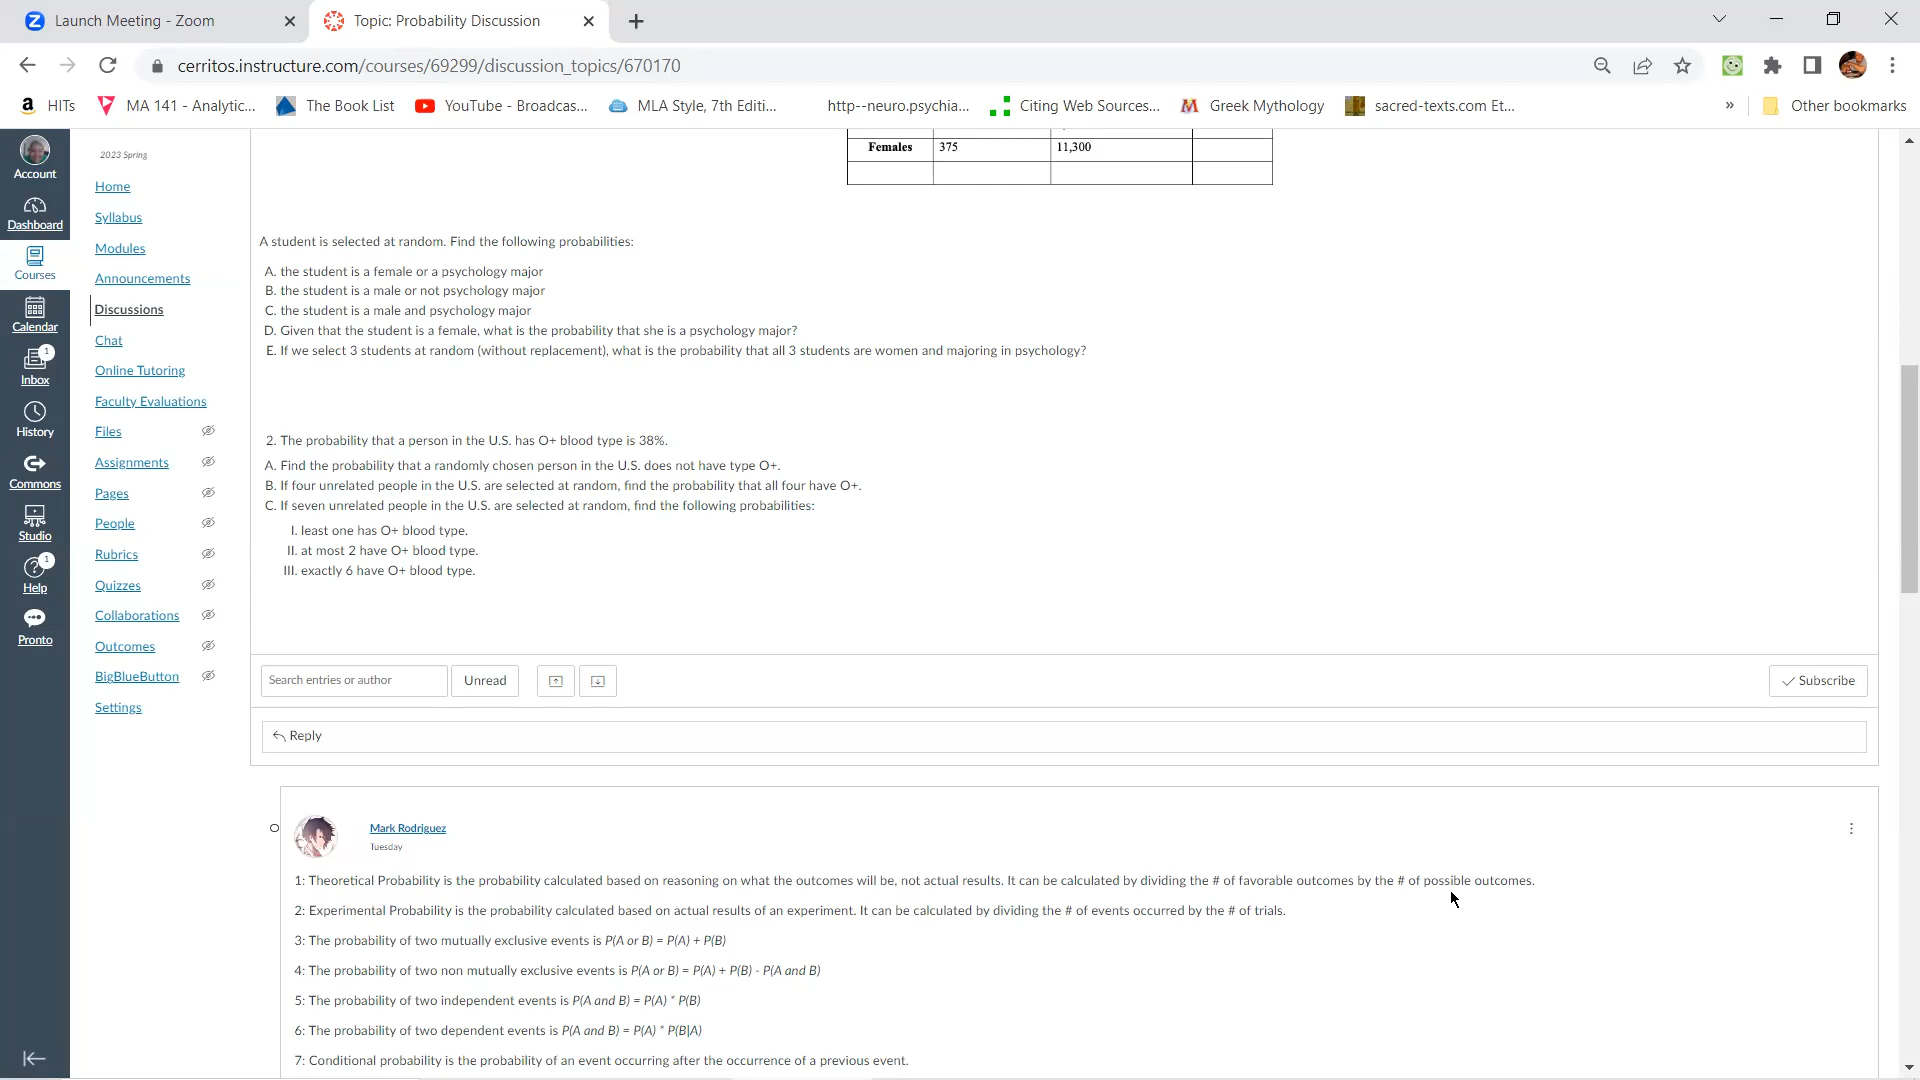 Launch Meeting - Zoom
Topic: Probability Discussion
cerritos.instructure.com/courses/69299/discussion_topics/670170
HITs
MA 141 - Analytic...
The Book List
YouTube - Broadcas...
MLA Style, 7th Editi...
http--neuro.psychia...
Citing Web Sources...
Greek Mythology
sacred-texts.com Et...
»
Other bookmarks
Account
Dashboard
Courses
Calendar
1
Inbox
History
Commons
Studio
1
Help
Pronto
2023 Spring
Home
Syllabus
Modules
Announcements
Discussions
Chat
Online Tutoring
Faculty Evaluations
Files
Assignments
Pages
People
Rubrics
Quizzes
Collaborations
Outcomes
BigBlueButton
Settings
Females 375 11,300
A student is selected at random. Find the following probabilities:
A. the student is a female or a psychology major
B. the student is a male or not psychology major
C. the student is a male and psychology major
D. Given that the student is a female, what is the probability that she is a psychology major?
E. If we select 3 students at random (without replacement), what is the probability that all 3 students are women and majoring in psychology?
2. The probability that a person in the U.S. has O+ blood type is 38%.
A. Find the probability that a randomly chosen person in the U.S. does not have type O+.
B. If four unrelated people in the U.S. are selected at random, find the probability that all four have O+.
C. If seven unrelated people in the U.S. are selected at random, find the following probabilities:
I. least one has O+ blood type.
II. at most 2 have O+ blood type.
III. exactly 6 have O+ blood type.
Search entries or author
Unread
Subscribe
Reply
Mark Rodriguez
Tuesday
1: Theoretical Probability is the probability calculated based on reasoning on what the outcomes will be, not actual results. It can be calculated by dividing the # of favorable outcomes by the # of possible outcomes.
2: Experimental Probability is the probability calculated based on actual results of an experiment. It can be calculated by dividing the # of events occurred by the # of trials.
3: The probability of two mutually exclusive events is P(A or B) = P(A) + P(B)
4: The probability of two non mutually exclusive events is P(A or B) = P(A) + P(B) - P(A and B)
5: The probability of two independent events is P(A and B) = P(A) * P(B)
6: The probability of two dependent events is P(A and B) = P(A) * P(B|A)
7: Conditional probability is the probability of an event occurring after the occurrence of a previous event.